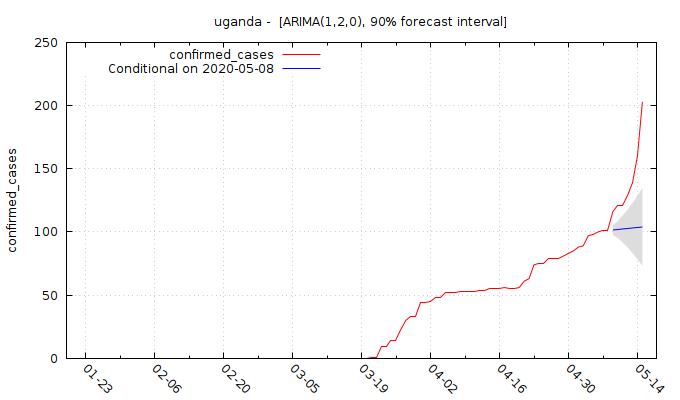 uganda -  [ARIMA(1,2,0), 90% forecast interval]
confirmed_cases
Conditional on 2020-05-08
confirmed_cases
250
200
150
100
50
0
01-23 02-06 02-20 03-05 03-19 04-02 04-16 04-30 05-14